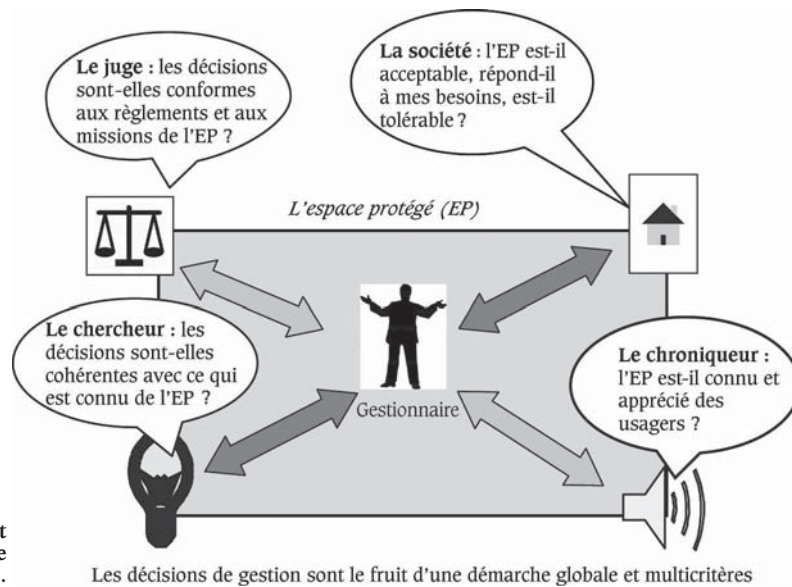 Le juge : les décisions
sont-elles conformes
aux règlements et aux
missions de l'EP ?
La société : l'EP est-il
acceptable, répond-il
à mes besoins, est-il
tolérable ?
L'espace protégé (EP)
Le chercheur : les
décisions sont-elles
cohérentes avec ce qui
est connu de l'EP ?
Gestionnaire
Le chroniqueur :
l'EP est-il connu et
apprécié des
usagers ?
t
e
.
Les décisions de gestion sont le fruit d'une démarche globale et multicritères